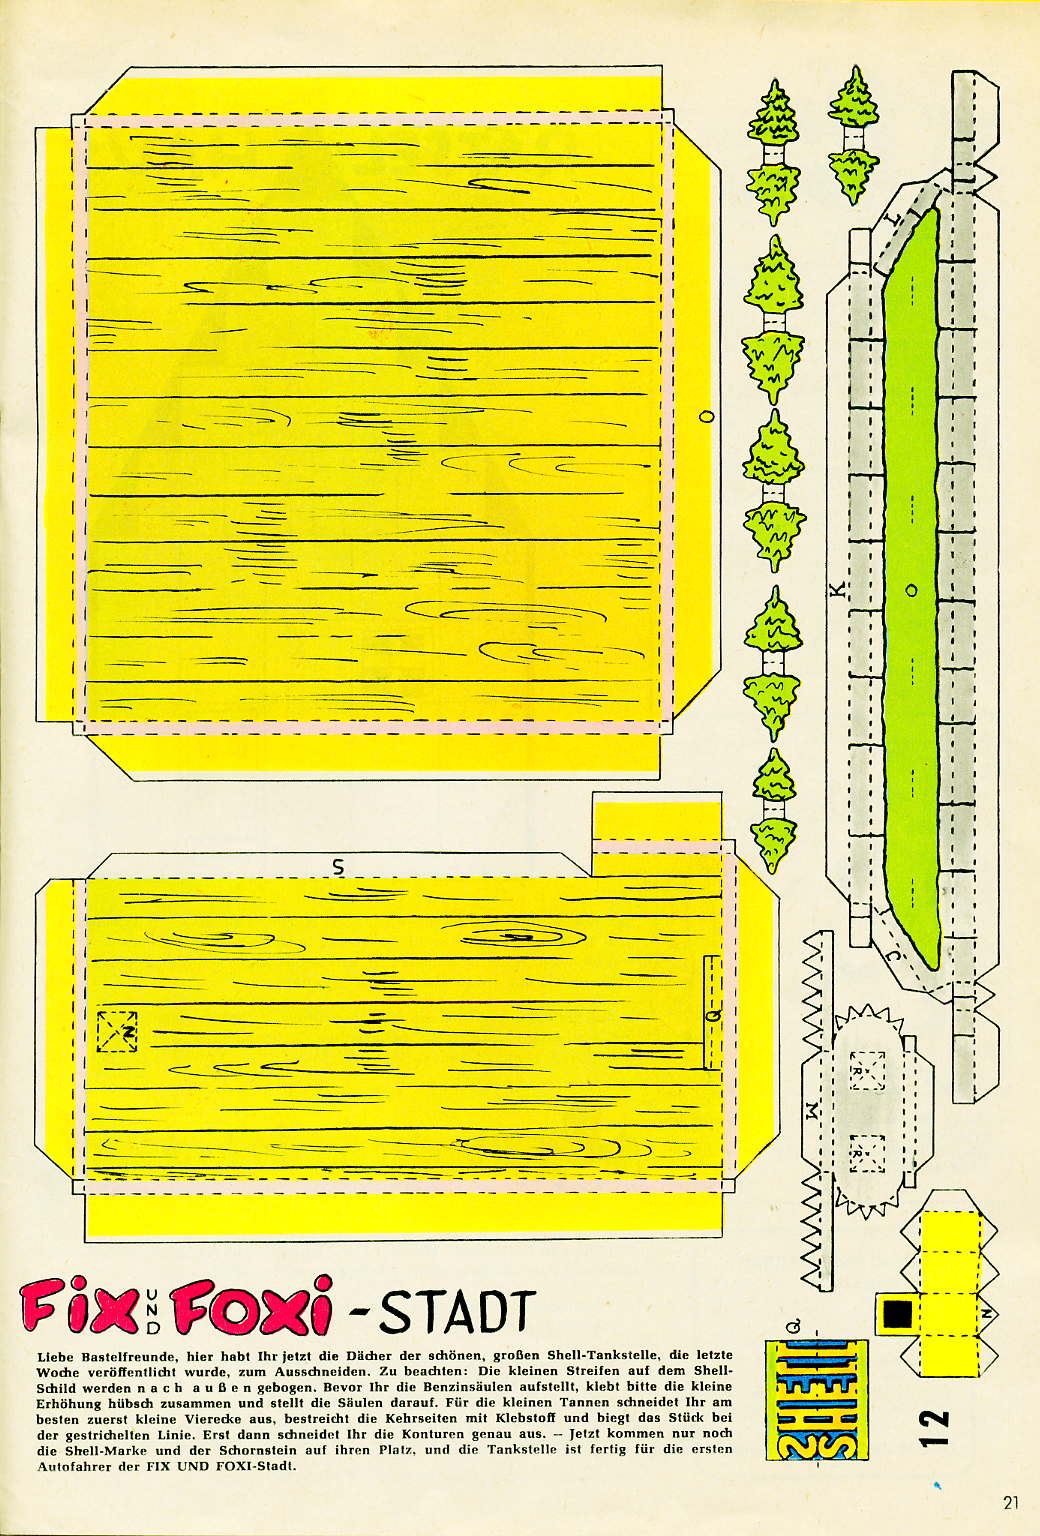 O
L
K
O
S
N
Q
C
M
R
R
N
Q
SHELL
SHELL
12
FIX UND FOXI - STADT
Liebe Bastelfreunde, hier habt Ihr jetzt die Dächer der schönen, großen Shell-Tankstelle, die letzte
Woche veröffentlicht wurde, zum Ausschneiden. Zu beachten: Die kleinen Streifen auf dem Shell-
Schild werden n a c h  a u ß e n gebogen. Bevor Ihr die Benzinsäulen aufstellt, klebt bitte die kleine
Erhöhung hübsch zusammen und stellt die Säulen darauf. Für die kleinen Tannen schneidet Ihr am
besten zuerst kleine Vierecke aus, bestreicht die Kehrseiten mit Klebstoff und biegt das Stück bei
der gestrichelten Linie. Erst dann schneidet Ihr die Konturen genau aus. — Jetzt kommen nur noch
die Shell-Marke und der Schornstein auf ihren Platz, und die Tankstelle ist fertig für die ersten
Autofahrer der FIX UND FOXI-Stadt.
21